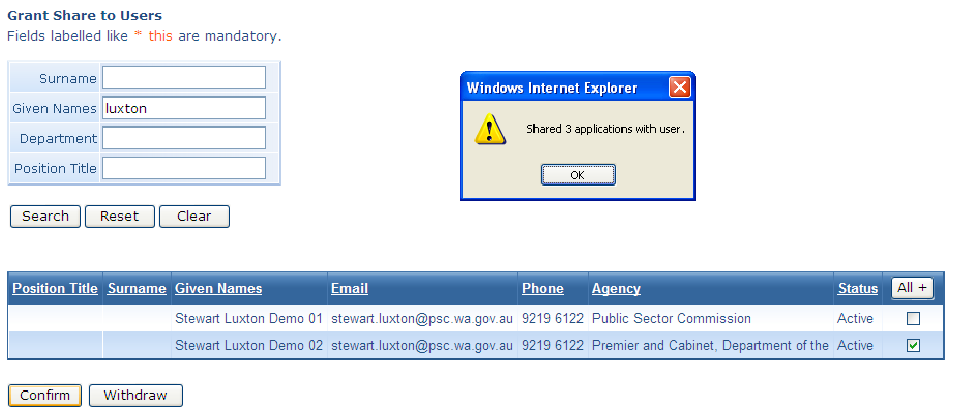 Grant Share to Users
Fields labelled like * this are mandatory.
Surname
Given Names luxton
Department
Position Title
Search Reset Clear
Windows Internet Explorer
Shared 3 applications with user.
OK
Position Title Surname Given Names Email Phone Agency Status All +
Stewart Luxton Demo 01 stewart.luxton@psc.wa.gov.au 9219 6122 Public Sector Commission Active
Stewart Luxton Demo 02 stewart.luxton@psc.wa.gov.au 9219 6122 Premier and Cabinet, Department of the Active
Confirm Withdraw